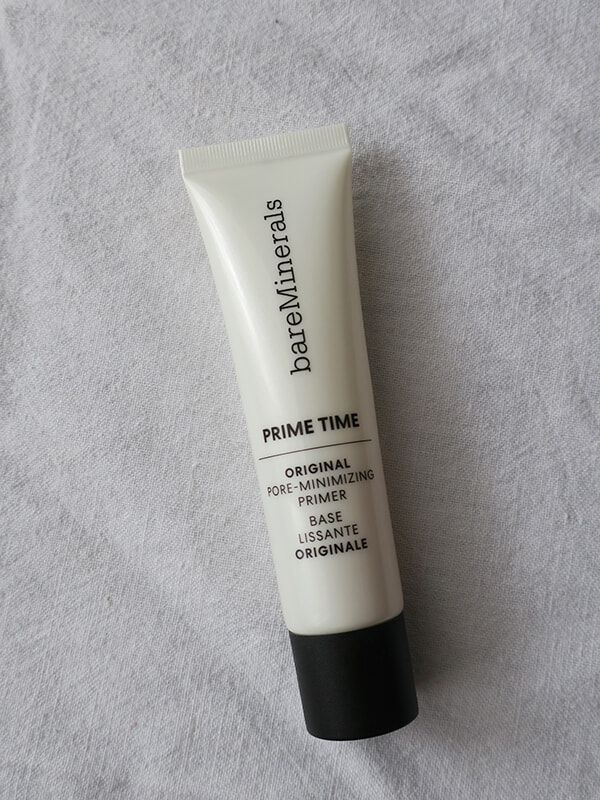 bareMinerals
PRIME TIME
ORIGINAL
PORE-MINIMIZING
PRIMER
BASE
LISSANTE
ORIGINALE